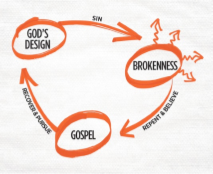 GOD'S
DESIGN
SIN
BROKENNESS
REPENT & BELIEVE
GOSPEL
RECOVER & PURSUE